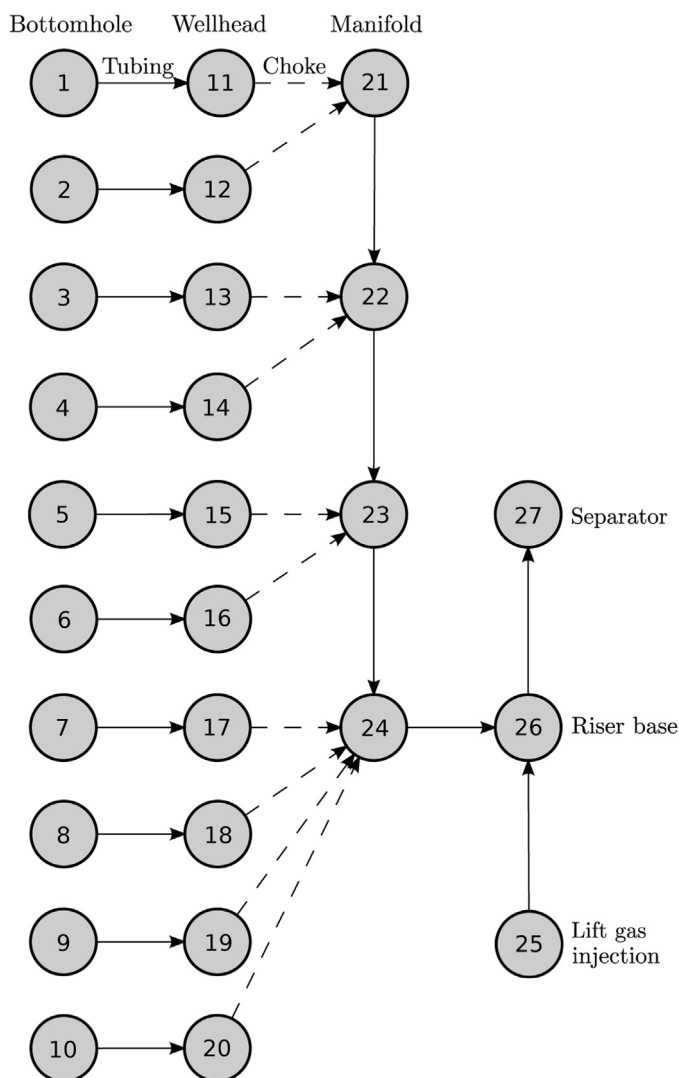 Bottomhole Wellhead Manifold
1 Tubing 11 Choke 21
2 12
3 13 22
4 14
5 15 23 27 Separator
6 16
7 17 24 26 Riser base
8 18
9 19 25 Lift gas
injection
10 20